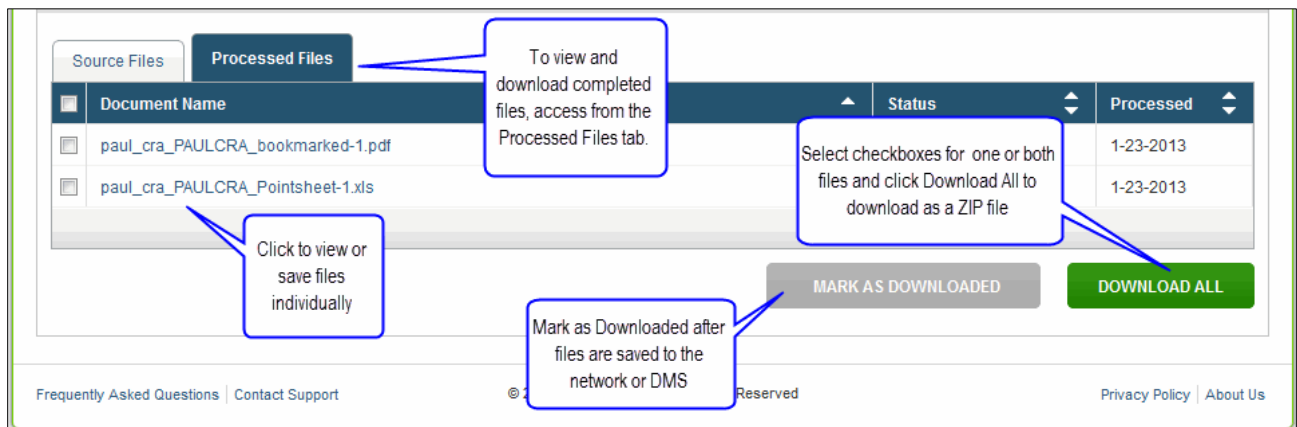 Source Files
Processed Files
To view and
download completed
files, access from the
Processed Files tab.
Document Name
Status
Processed
paul_cra_PAULCRA_bookmarked-1.pdf
1-23-2013
paul_cra_PAULCRA_Pointsheet-1.xls
1-23-2013
Select checkboxes for one or both
files and click Download All to
download as a ZIP file
Click to view or
save files
individually
MARK AS DOWNLOADED
DOWNLOAD ALL
Mark as Downloaded after
files are saved to the
network or DMS
Frequently Asked Questions | Contact Support
©
Reserved
Privacy Policy | About Us